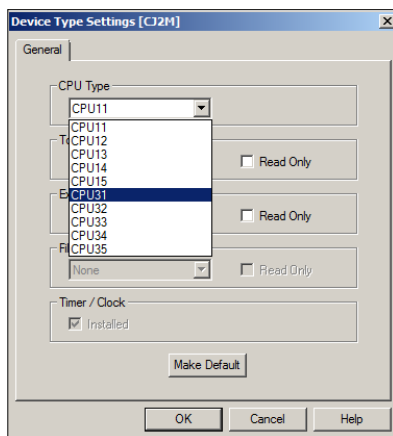 Device Type Settings [CJ2M]
General
CPU Type
CPU11
CPU11
CPU12
CPU13
CPU14
CPU15
CPU31
CPU32
CPU33
CPU34
CPU35
Read Only
Read Only
None
Read Only
Timer / Clock
Installed
Make Default
OK Cancel Help